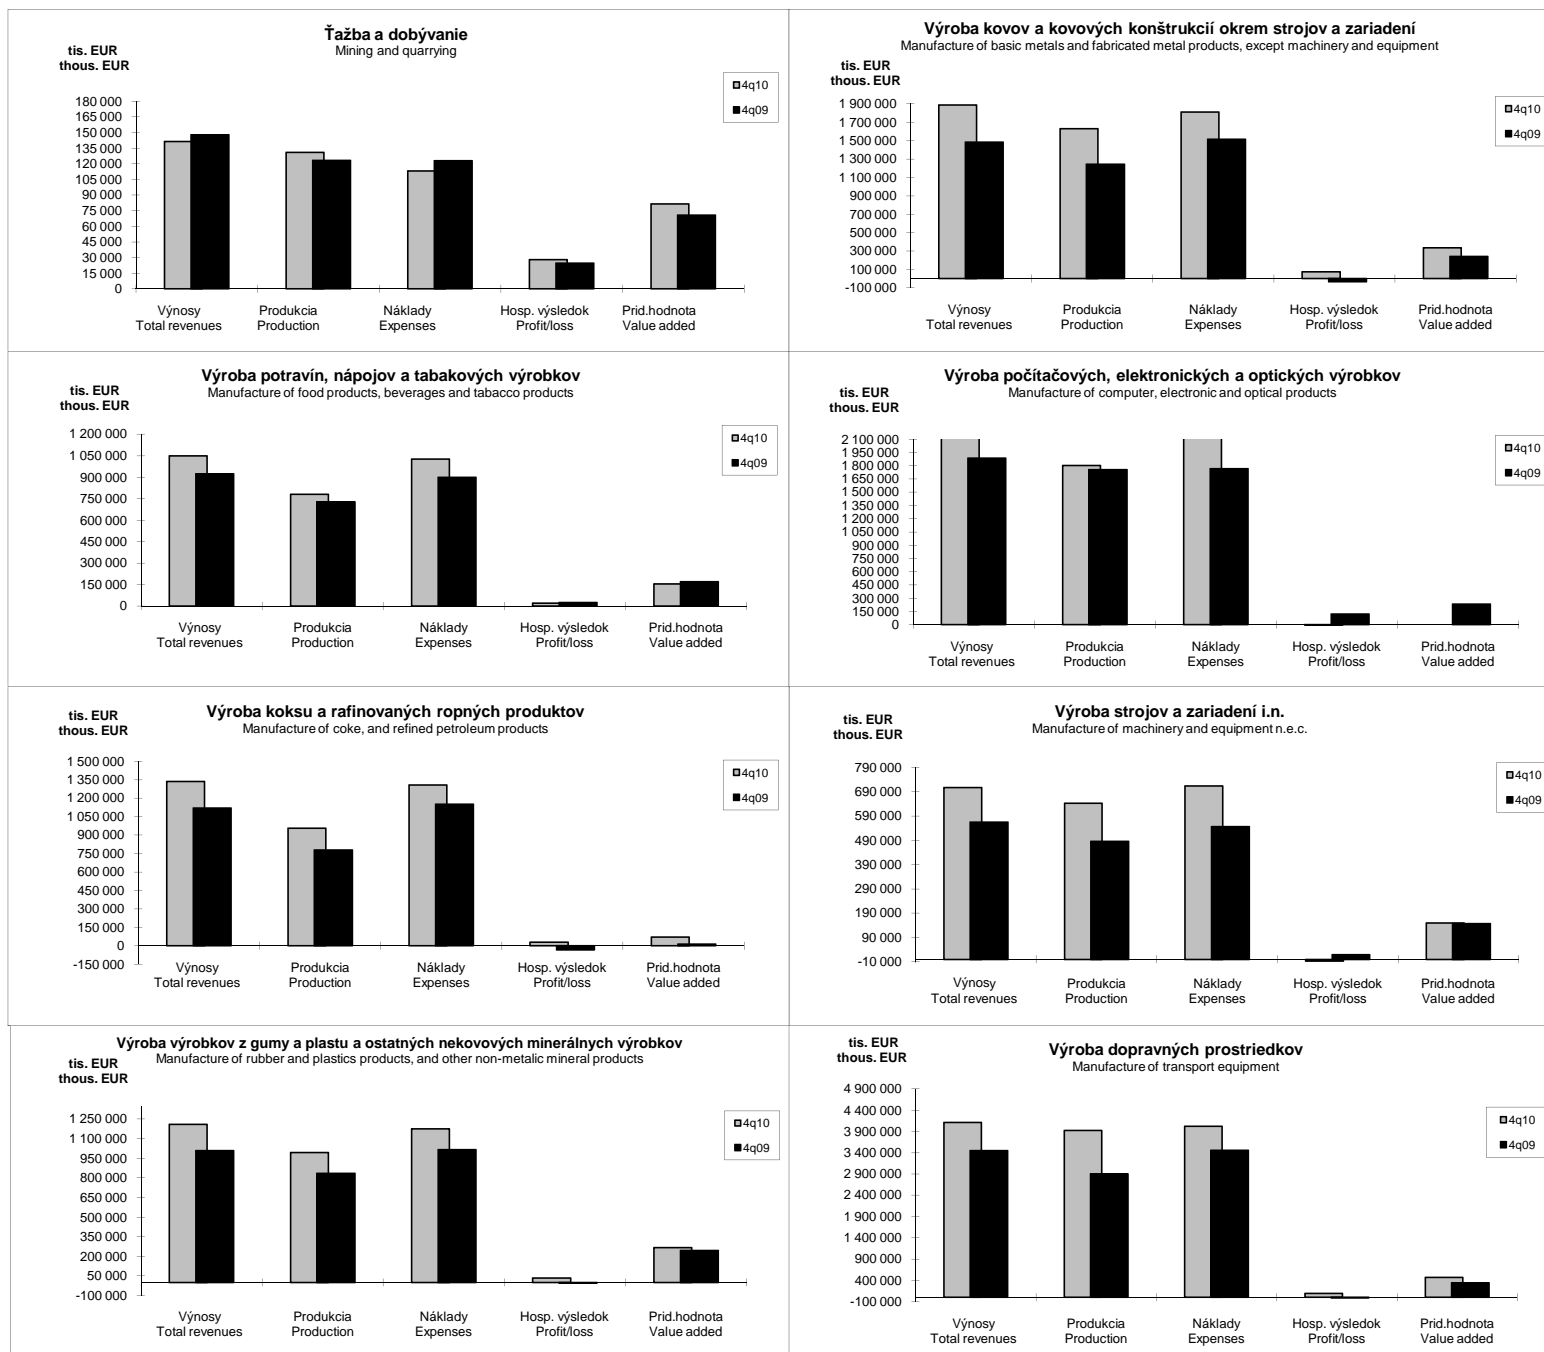 Ťažba a dobývanie
Mining and quarrying
tis. EUR
thous. EUR
4q10
4q09
180 000
165 000
150 000
135 000
120 000
105 000
90 000
75 000
60 000
45 000
30 000
15 000
0
Výnosy
Total revenues
Produkcia
Production
Náklady
Expenses
Hosp. výsledok
Profit/loss
Prid.hodnota
Value added
Výroba kovov a kovových konštrukcií okrem strojov a zariadení
Manufacture of basic metals and fabricated metal products, except machinery and equipment
tis. EUR
thous. EUR
4q10
4q09
1 900 000
1 700 000
1 500 000
1 300 000
1 100 000
900 000
700 000
500 000
300 000
100 000
-100 000
Výnosy
Total revenues
Produkcia
Production
Náklady
Expenses
Hosp. výsledok
Profit/loss
Prid.hodnota
Value added
Výroba potravín, nápojov a tabakových výrobkov
Manufacture of food products, beverages and tabacco products
tis. EUR
thous. EUR
4q10
4q09
1 200 000
1 050 000
900 000
750 000
600 000
450 000
300 000
150 000
0
Výnosy
Total revenues
Produkcia
Production
Náklady
Expenses
Hosp. výsledok
Profit/loss
Prid.hodnota
Value added
Výroba počítačových, elektronických a optických výrobkov
Manufacture of computer, electronic and optical products
tis. EUR
thous. EUR
4q10
4q09
2 100 000
1 950 000
1 800 000
1 650 000
1 500 000
1 350 000
1 200 000
1 050 000
900 000
750 000
600 000
450 000
300 000
150 000
0
Výnosy
Total revenues
Produkcia
Production
Náklady
Expenses
Hosp. výsledok
Profit/loss
Prid.hodnota
Value added
Výroba koksu a rafinovaných ropných produktov
Manufacture of coke, and refined petroleum products
tis. EUR
thous. EUR
4q10
4q09
1 500 000
1 350 000
1 200 000
1 050 000
900 000
750 000
600 000
450 000
300 000
150 000
0
-150 000
Výnosy
Total revenues
Produkcia
Production
Náklady
Expenses
Hosp. výsledok
Profit/loss
Prid.hodnota
Value added
Výroba strojov a zariadení i.n.
Manufacture of machinery and equipment n.e.c.
tis. EUR
thous. EUR
4q10
4q09
790 000
690 000
590 000
490 000
390 000
290 000
190 000
90 000
-10 000
Výnosy
Total revenues
Produkcia
Production
Náklady
Expenses
Hosp. výsledok
Profit/loss
Prid.hodnota
Value added
Výroba výrobkov z gumy a plastu a ostatných nekovových minerálnych výrobkov
Manufacture of rubber and plastics products, and other non-metalic mineral products
tis. EUR
thous. EUR
4q10
4q09
1 250 000
1 100 000
950 000
800 000
650 000
500 000
350 000
200 000
50 000
-100 000
Výnosy
Total revenues
Produkcia
Production
Náklady
Expenses
Hosp. výsledok
Profit/loss
Prid.hodnota
Value added
Výroba dopravných prostriedkov
Manufacture of transport equipment
tis. EUR
thous. EUR
4q10
4q09
4 900 000
4 400 000
3 900 000
3 400 000
2 900 000
2 400 000
1 900 000
1 400 000
900 000
400 000
-100 000
Výnosy
Total revenues
Produkcia
Production
Náklady
Expenses
Hosp. výsledok
Profit/loss
Prid.hodnota
Value added